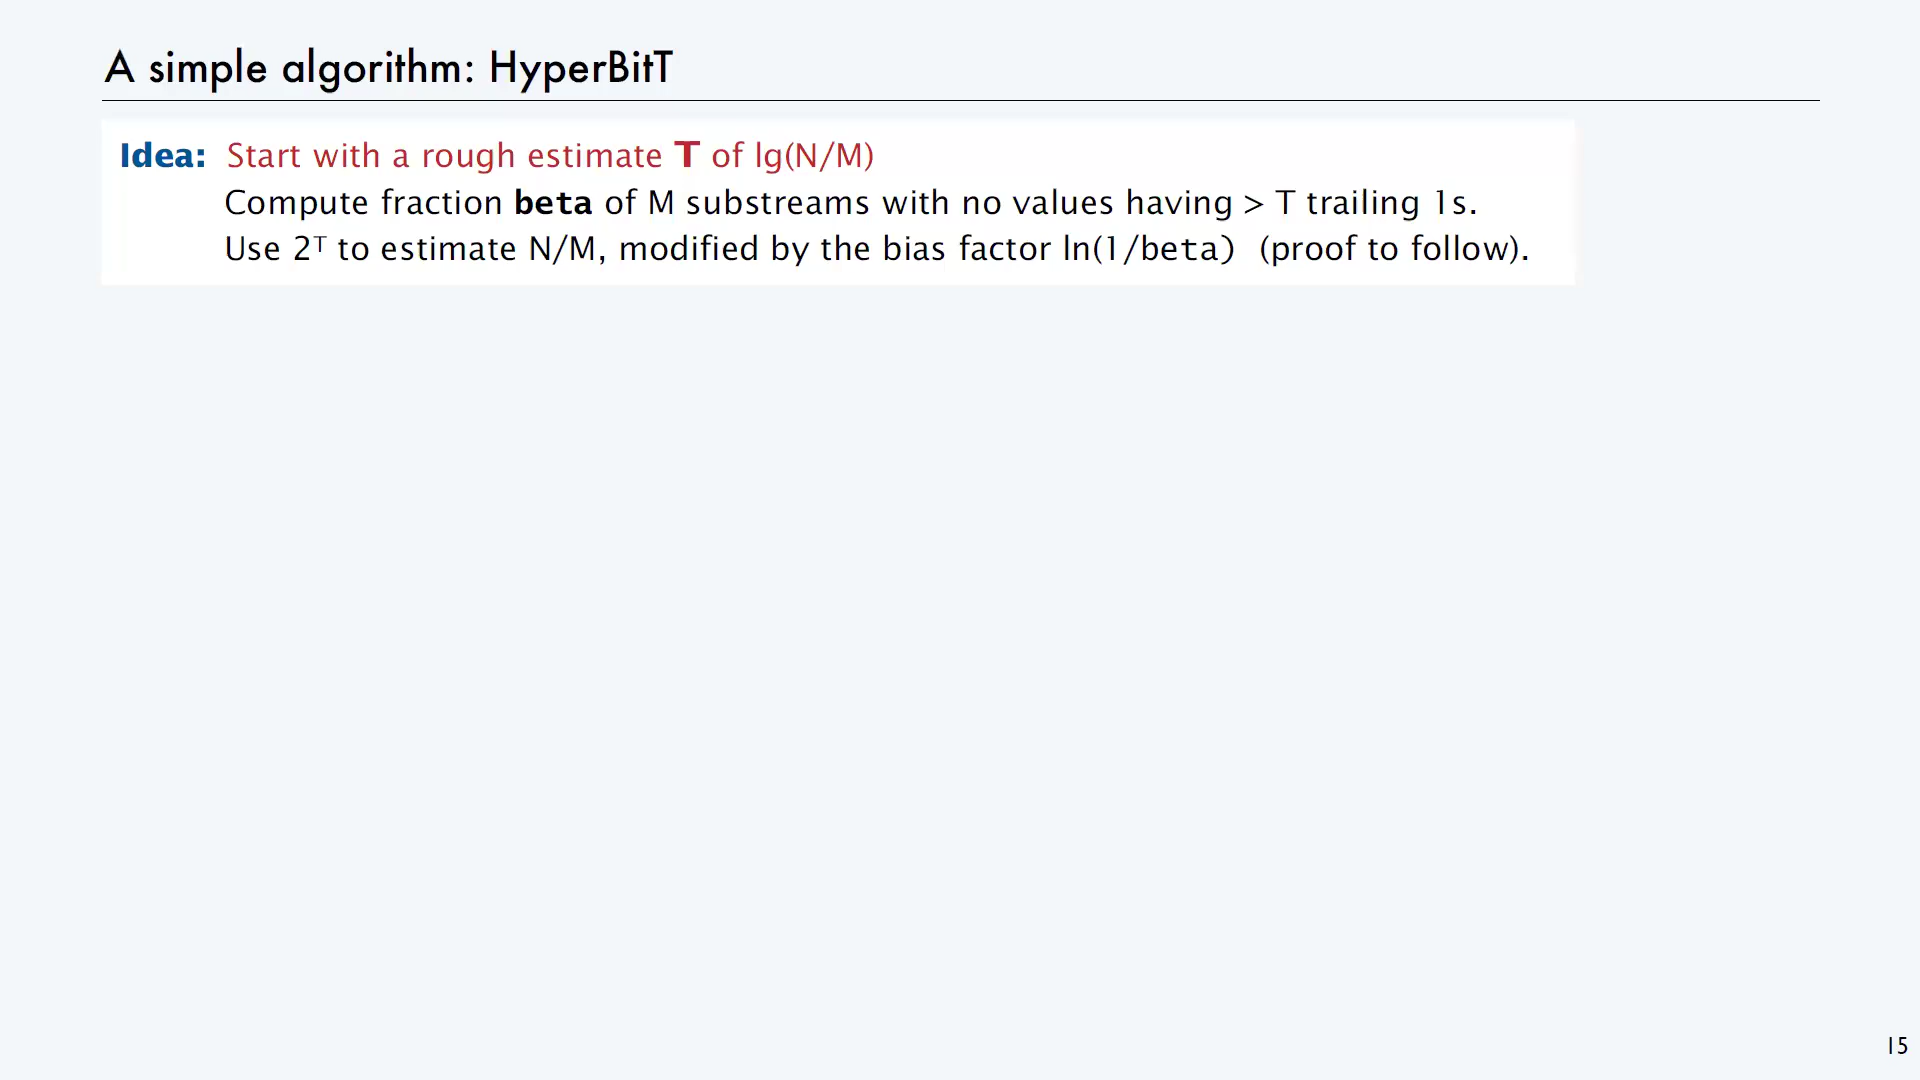 A simple algorithm: HyperBitT
Idea: Start with a rough estimate T of lg(N/M)
Compute fraction beta of M substreams with no values having > T trailing 1s.
Use 2ᵀ to estimate N/M, modified by the bias factor ln(1/beta) (proof to follow).
15